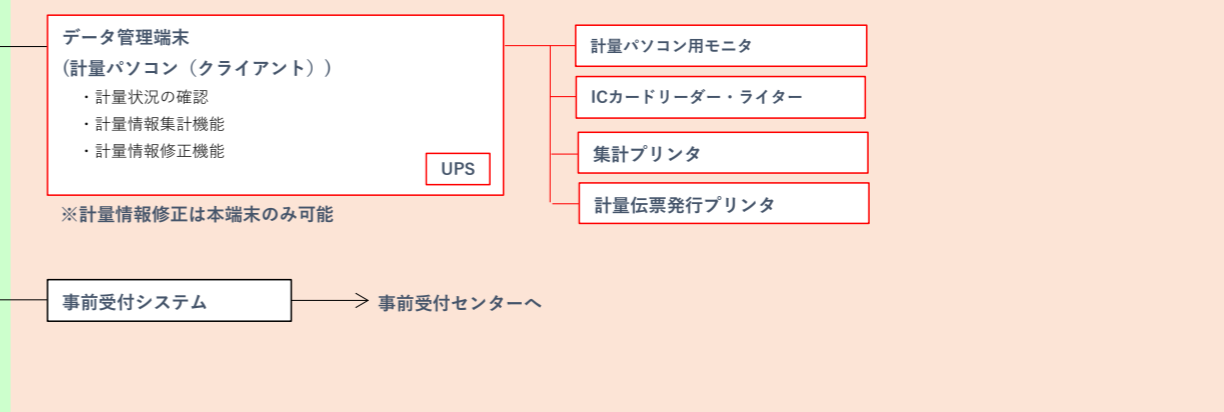 データ管理端末
(計量パソコン（クライアント）)
・計量状況の確認
・計量情報集計機能
・計量情報修正機能
UPS
※計量情報修正は本端末のみ可能
計量パソコン用モニタ
ICカードリーダー・ライター
集計プリンタ
計量伝票発行プリンタ
事前受付システム
事前受付センターへ